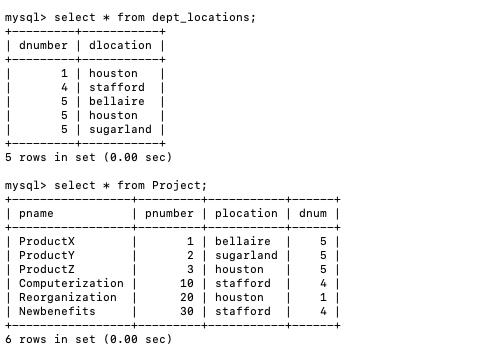 mysql> select * from dept_locations;
+---------+-----------+
| dnumber | dlocation |
+---------+-----------+
|       1 | houston   |
|       4 | stafford  |
|       5 | bellaire  |
|       5 | houston   |
|       5 | sugarland |
+---------+-----------+
5 rows in set (0.00 sec)

mysql> select * from Project;
+-----------------+---------+-----------+------+
| pname           | pnumber | plocation | dnum |
+-----------------+---------+-----------+------+
| ProductX        |       1 | bellaire  |    5 |
| ProductY        |       2 | sugarland |    5 |
| ProductZ        |       3 | houston   |    5 |
| Computerization |      10 | stafford  |    4 |
| Reorganization  |      20 | houston   |    1 |
| Newbenefits     |      30 | stafford  |    4 |
+-----------------+---------+-----------+------+
6 rows in set (0.00 sec)